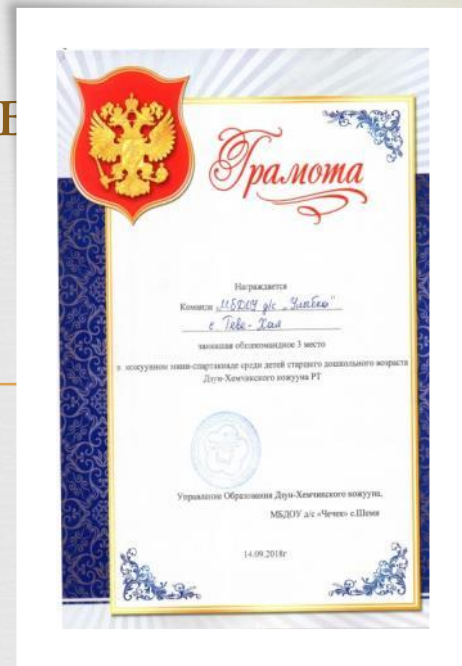 Грамота
Награждается
Команда МБДОУ д/с „Улыбка"
с Теве-Хая
занявшая общекомандное 3 место
в кожуунном мини-спартакиаде среди детей старшего дошкольного возраста
Дзун-Хемчикского кожууна РТ
Управление Образования Дзун-Хемчикского кожууна,
МБДОУ д/с «Чечек» с.Шеми
14.09.2018г